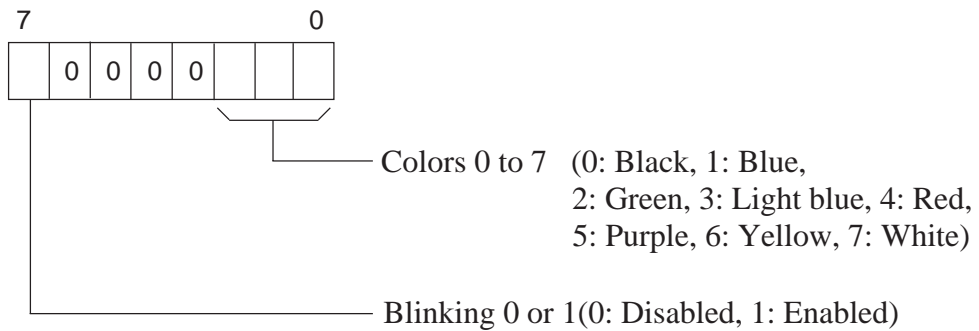 7 0
0 0 0 0
Colors 0 to 7 (0: Black, 1: Blue,
2: Green, 3: Light blue, 4: Red,
5: Purple, 6: Yellow, 7: White)
Blinking 0 or 1(0: Disabled, 1: Enabled)